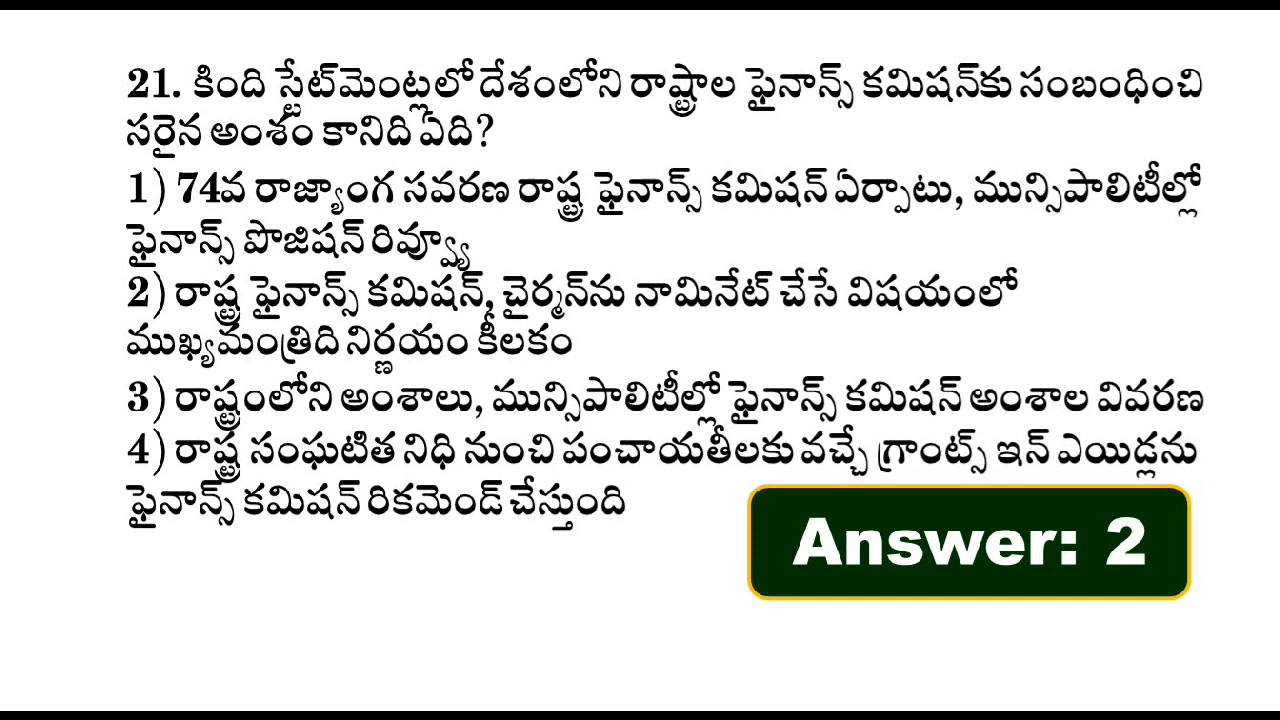 21. కింది స్టేట్‌మెంట్లలో దేశంలోని రాష్ట్రాల ఫైనాన్స్ కమిషన్‌కు సంబంధించి
సరైన అంశం కానిది ఏది?
1) 74వ రాజ్యాంగ సవరణ రాష్ట్ర ఫైనాన్స్ కమిషన్ ఏర్పాటు, మున్సిపాలిటీల్లో
ఫైనాన్స్ పొజిషన్ రివ్యూ
2) రాష్ట్ర ఫైనాన్స్ కమిషన్, చైర్మన్‌ను నామినేట్ చేసే విషయంలో
ముఖ్యమంత్రిది నిర్ణయం కీలకం
3) రాష్ట్రంలోని అంశాలు, మున్సిపాలిటీల్లో ఫైనాన్స్ కమిషన్ అంశాల వివరణ
4) రాష్ట్ర సంఘటిత నిధి నుంచి పంచాయతీలకు వచ్చే గ్రాంట్స్ ఇన్ ఎయిడ్లను
ఫైనాన్స్ కమిషన్ రికమెండ్ చేస్తుంది
Answer: 2